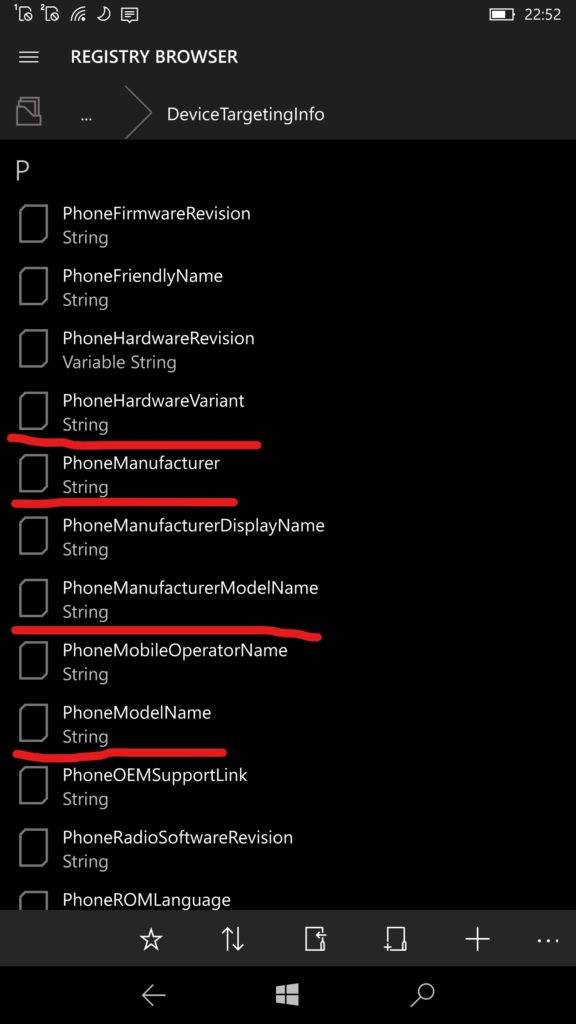 1 2 22:52
REGISTRY BROWSER
... DeviceTargetingInfo
P
PhoneFirmwareRevision
String
PhoneFriendlyName
String
PhoneHardwareRevision
Variable String
PhoneHardwareVariant
String
PhoneManufacturer
String
PhoneManufacturerDisplayName
String
PhoneManufacturerModelName
String
PhoneMobileOperatorName
String
PhoneModelName
String
PhoneOEMSupportLink
String
PhoneRadioSoftwareRevision
String
PhoneROMLanguage
...